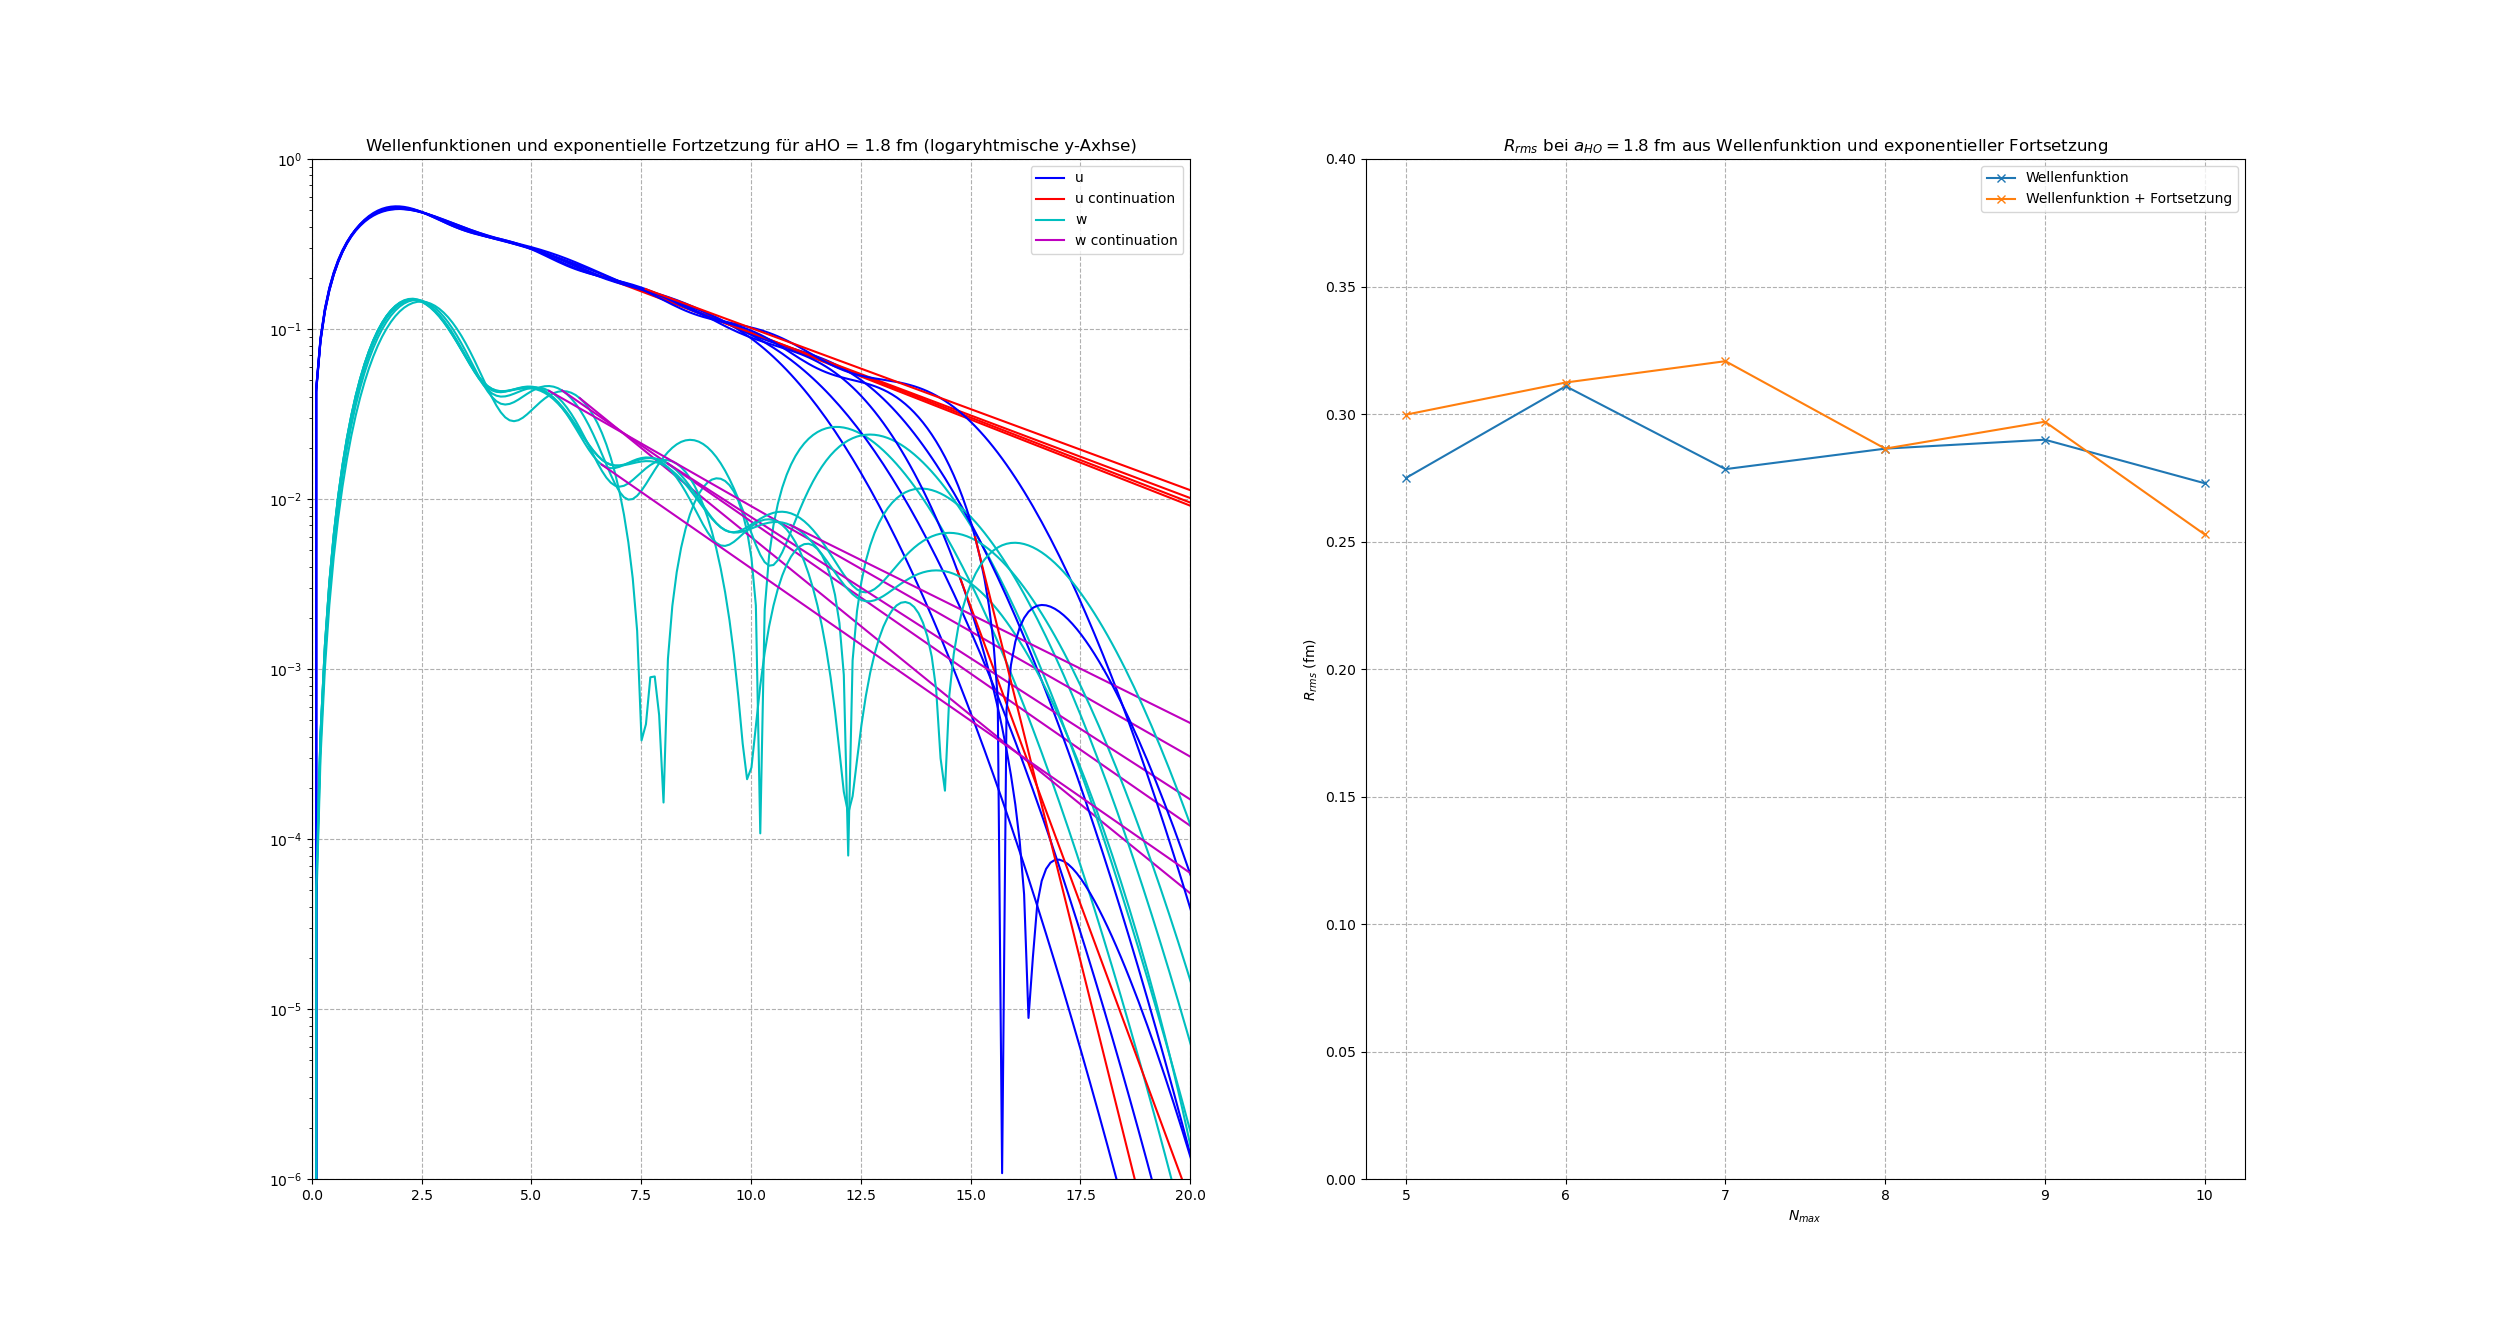 Wellenfunktionen und exponentielle Fortzetzung für aHO = 1.8 fm (logaryhtmische y-Axhse)
10⁰
10⁻¹
10⁻²
10⁻³
10⁻⁴
10⁻⁵
10⁻⁶
0.0 2.5 5.0 7.5 10.0 12.5 15.0 17.5 20.0
u
u continuation
w
w continuation
R_rms bei a_HO = 1.8 fm aus Wellenfunktion und exponentieller Fortsetzung
Wellenfunktion
Wellenfunktion + Fortsetzung
R_rms (fm)
0.40
0.35
0.30
0.25
0.20
0.15
0.10
0.05
0.00
5 6 7 8 9 10
N_max